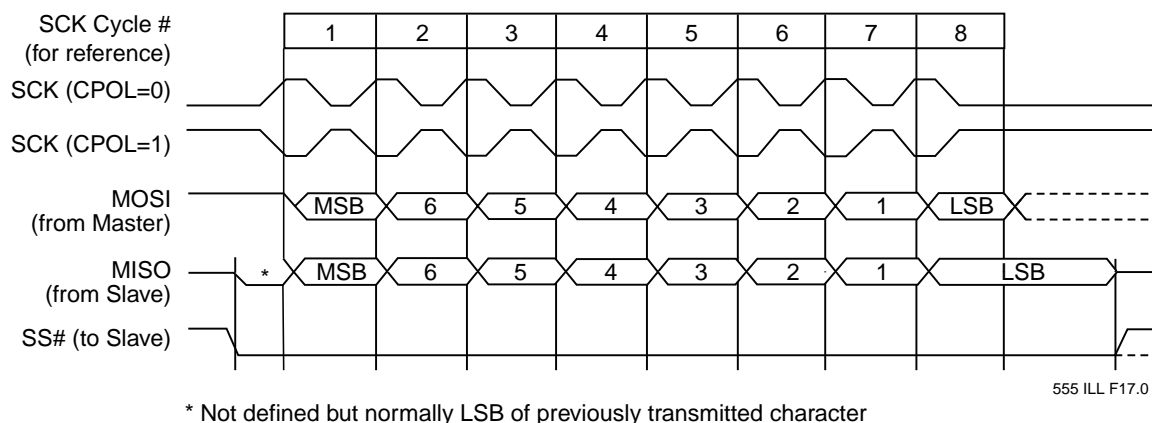 SCK Cycle #
(for reference)
1 2 3 4 5 6 7 8
SCK (CPOL=0)
SCK (CPOL=1)
MOSI
(from Master)
MSB 6 5 4 3 2 1 LSB
MISO
(from Slave)
* MSB 6 5 4 3 2 1 LSB
SS# (to Slave)
555 ILL F17.0
* Not defined but normally LSB of previously transmitted character